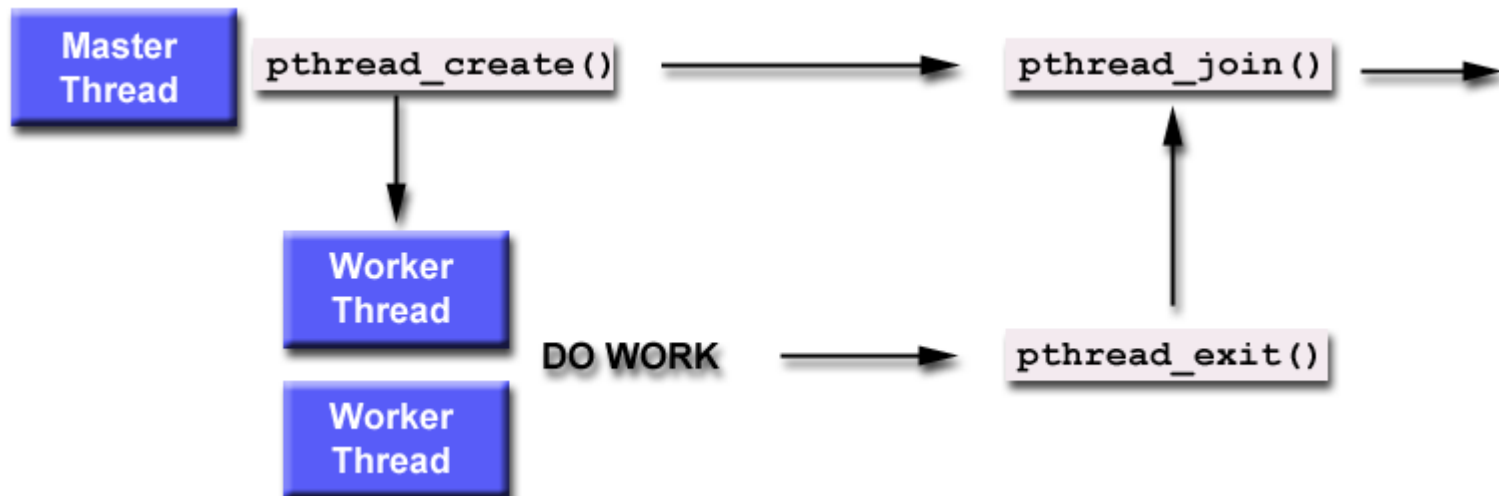 Master
Thread
pthread_create()
pthread_join()
Worker
Thread
DO WORK
pthread_exit()
Worker
Thread